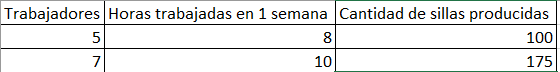 Trabajadores Horas trabajadas en 1 semana Cantidad de sillas producidas
5 8 100
7 10 175